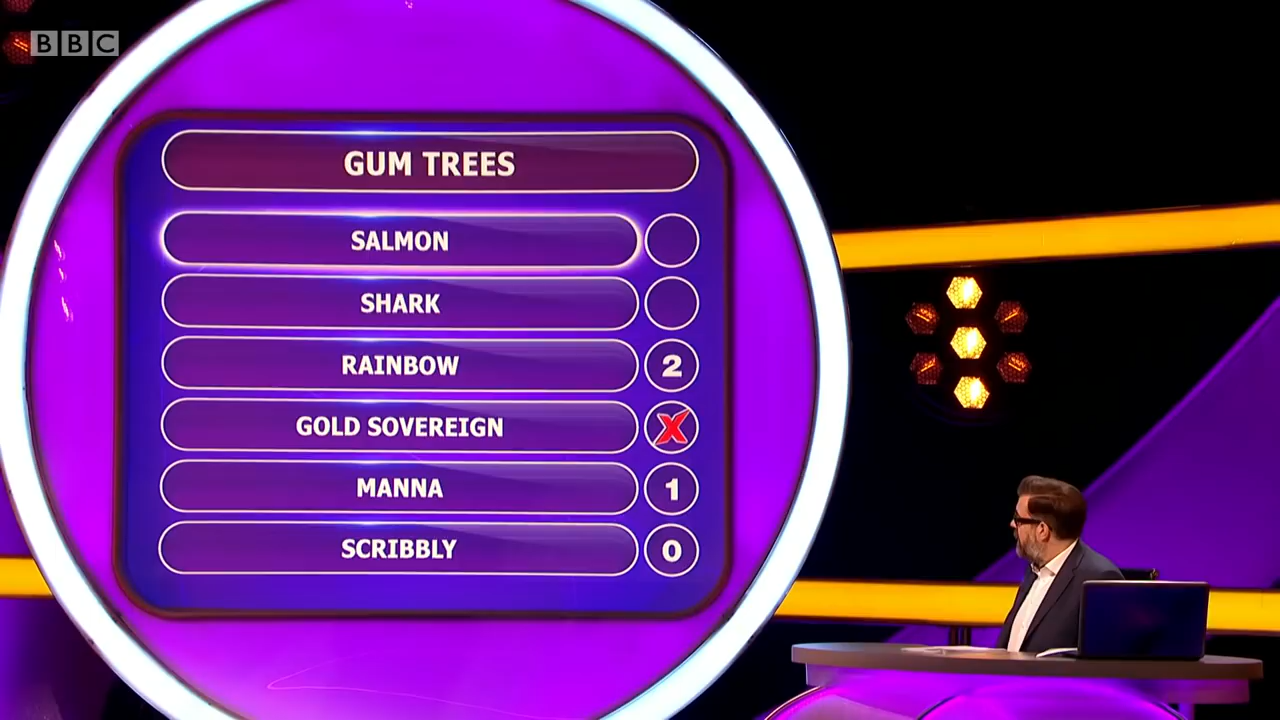 BBC
GUM TREES
SALMON
SHARK
RAINBOW 2
GOLD SOVEREIGN X
MANNA 1
SCRIBBLY 0